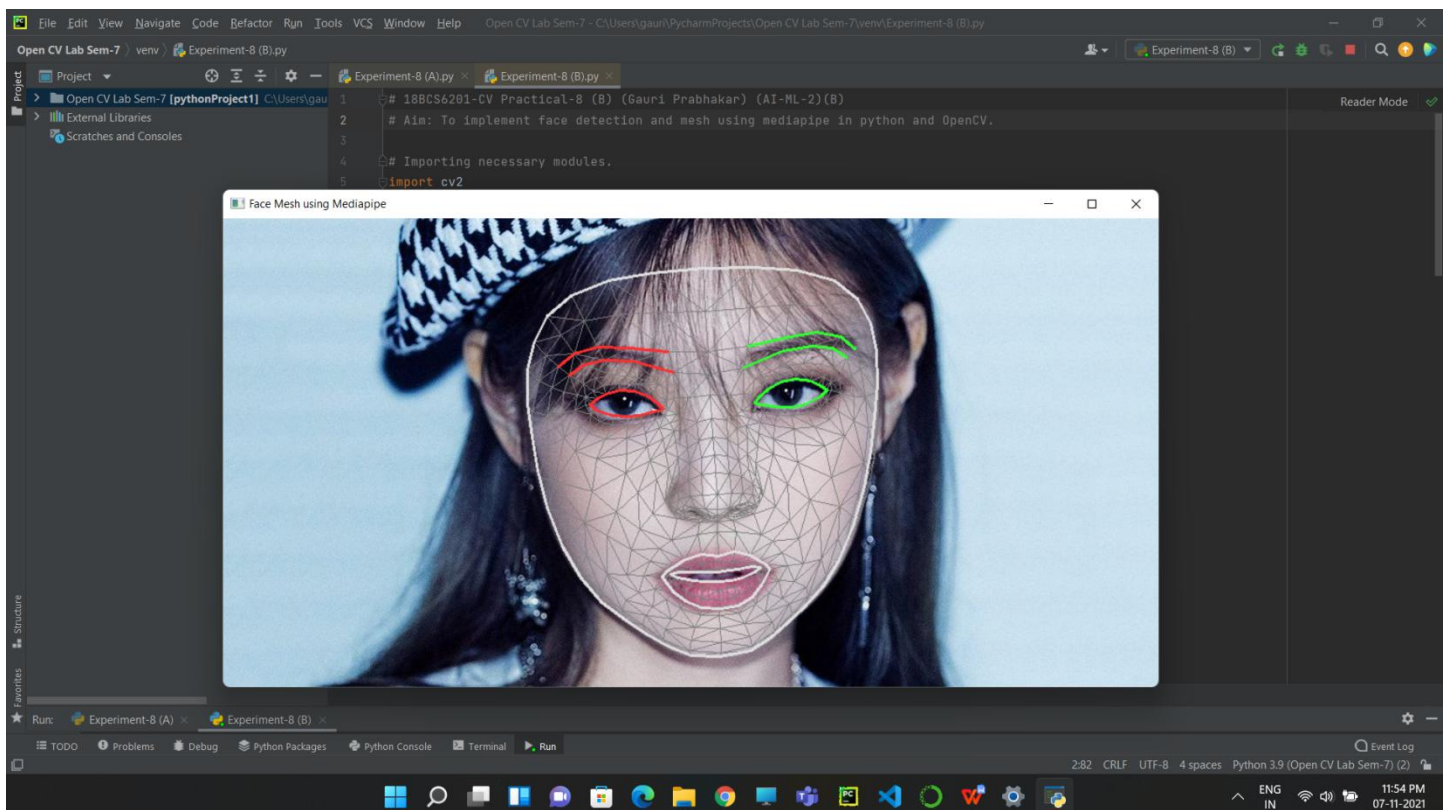 File Edit View Navigate Code Refactor Run Tools VCS Window Help Open CV Lab Sem-7 - C:\Users\gauri\PycharmProjects\Open CV Lab Sem-7\venv\Experiment-8 (B).py
Open CV Lab Sem-7 venv Experiment-8 (B).py Experiment-8 (B)
Project Project Experiment-8 (A).py Experiment-8 (B).py
Open CV Lab Sem-7 [pythonProject1] C:\Users\gau 1 # 18BCS6201-CV Practical-8 (B) (Gauri Prabhakar) (AI-ML-2)(B) Reader Mode
External Libraries 2 # Aim: To implement face detection and mesh using mediapipe in python and OpenCV.
Scratches and Consoles 3
4 # Importing necessary modules.
5 import cv2
Face Mesh using Mediapipe
Structure
Favorites
Run: Experiment-8 (A) Experiment-8 (B)
TODO Problems Debug Python Packages Python Console Terminal Run Event Log
2:82 CRLF UTF-8 4 spaces Python 3.9 (Open CV Lab Sem-7) (2)
ENG 11:54 PM
IN 07-11-2021